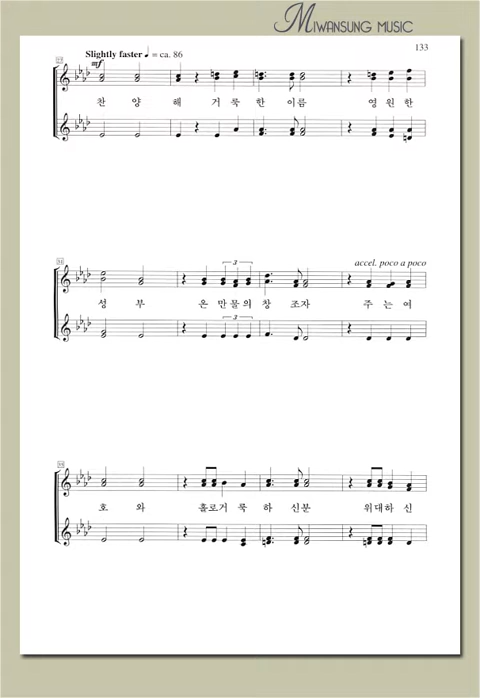 MIWANSUNG MUSIC
133
Slightly faster ♩ = ca. 86
mf
찬 양 해 거 룩 한 이름 영 원 한
3
accel. poco a poco
성 부 온 만물의 창 조자 주 는 여
3
호 와 홀로거 룩 하 신분 위대하 신